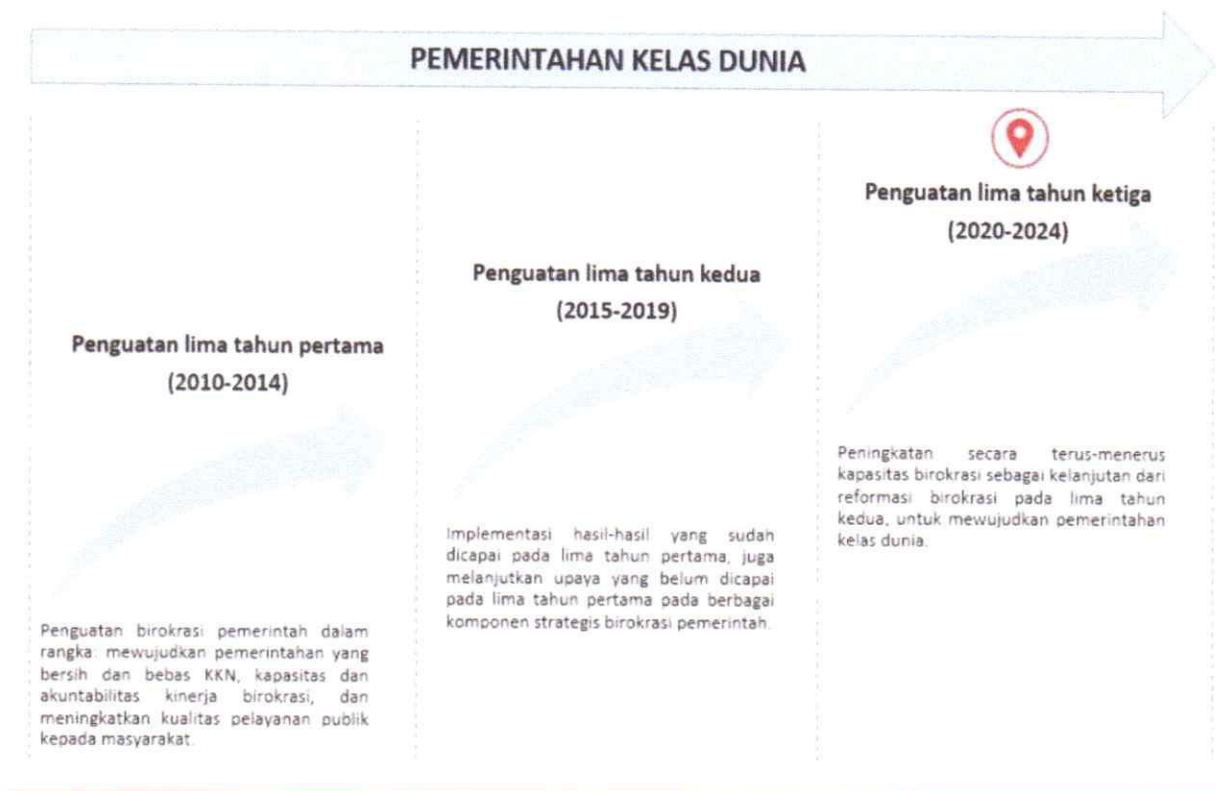 PEMERINTAHAN KELAS DUNIA
Penguatan lima tahun pertama
(2010-2014)
Penguatan birokrasi pemerintah dalam
rangka: mewujudkan pemerintahan yang
bersih dan bebas KKN, kapasitas dan
akuntabilitas kinerja birokrasi, dan
meningkatkan kualitas pelayanan publik
kepada masyarakat.
Penguatan lima tahun kedua
(2015-2019)
Implementasi hasil-hasil yang sudah
dicapai pada lima tahun pertama, juga
melanjutkan upaya yang belum dicapai
pada lima tahun pertama pada berbagai
komponen strategis birokrasi pemerintah.
Penguatan lima tahun ketiga
(2020-2024)
Peningkatan secara terus-menerus
kapasitas birokrasi sebagai kelanjutan dari
reformasi birokrasi pada lima tahun
kedua, untuk mewujudkan pemerintahan
kelas dunia.